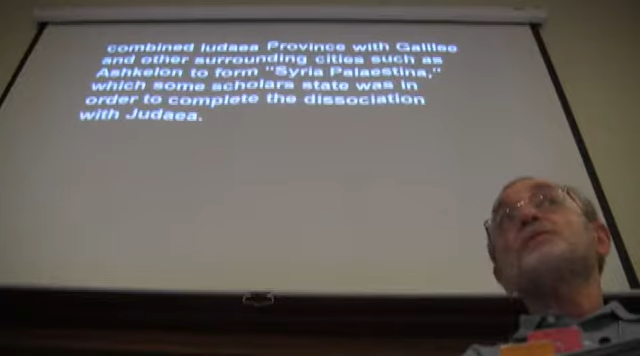 combined Iudaea Province with Galilee
and other surrounding cities such as
Ashkelon to form "Syria Palaestina,"
which some scholars state was in
order to complete the dissociation
with Judaea.